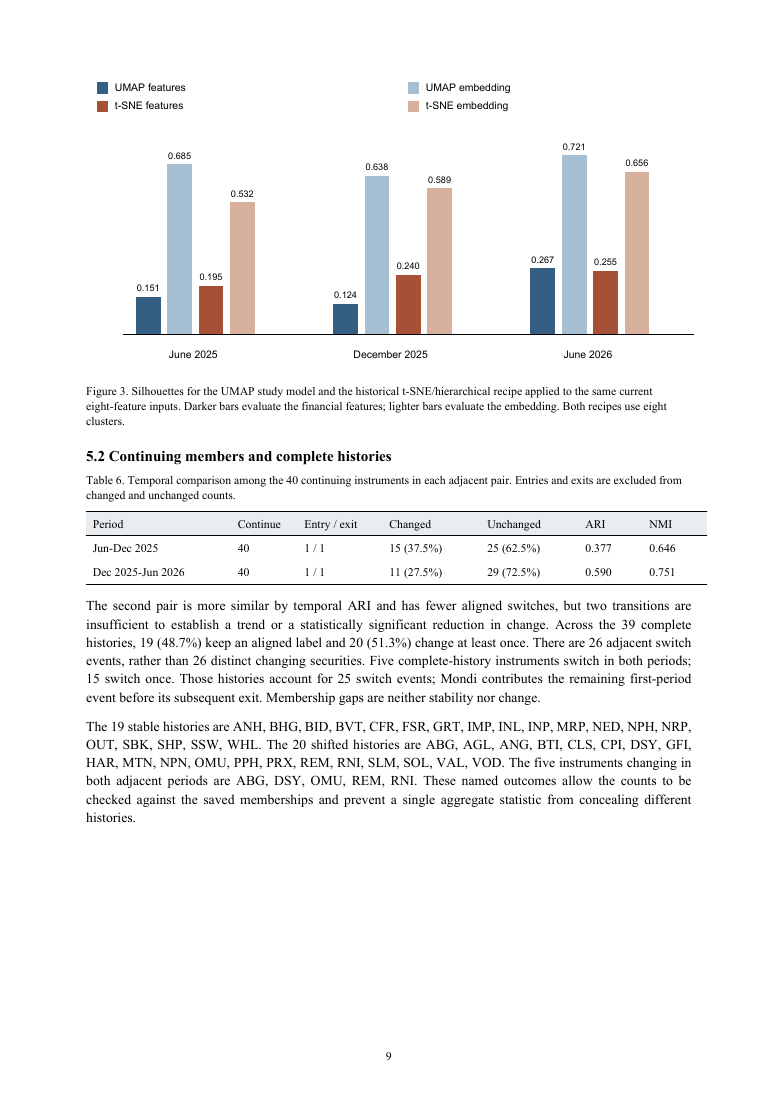 UMAP features
UMAP embedding
t-SNE features
t-SNE embedding
0.685
0.532
0.151
0.195
0.638
0.589
0.124
0.240
0.721
0.656
0.267
0.255
June 2025
December 2025
June 2026
Figure 3. Silhouettes for the UMAP study model and the historical t-SNE/hierarchical recipe applied to the same current
eight-feature inputs. Darker bars evaluate the financial features; lighter bars evaluate the embedding. Both recipes use eight
clusters.
5.2 Continuing members and complete histories
Table 6. Temporal comparison among the 40 continuing instruments in each adjacent pair. Entries and exits are excluded from
changed and unchanged counts.
Period Continue Entry / exit Changed Unchanged ARI NMI
Jun-Dec 2025 40 1 / 1 15 (37.5%) 25 (62.5%) 0.377 0.646
Dec 2025-Jun 2026 40 1 / 1 11 (27.5%) 29 (72.5%) 0.590 0.751
The second pair is more similar by temporal ARI and has fewer aligned switches, but two transitions are
insufficient to establish a trend or a statistically significant reduction in change. Across the 39 complete
histories, 19 (48.7%) keep an aligned label and 20 (51.3%) change at least once. There are 26 adjacent switch
events, rather than 26 distinct changing securities. Five complete-history instruments switch in both periods;
15 switch once. Those histories account for 25 switch events; Mondi contributes the remaining first-period
event before its subsequent exit. Membership gaps are neither stability nor change.
The 19 stable histories are ANH, BHG, BID, BVT, CFR, FSR, GRT, IMP, INL, INP, MRP, NED, NPH, NRP,
OUT, SBK, SHP, SSW, WHL. The 20 shifted histories are ABG, AGL, ANG, BTI, CLS, CPI, DSY, GFI,
HAR, MTN, NPN, OMU, PPH, PRX, REM, RNI, SLM, SOL, VAL, VOD. The five instruments changing in
both adjacent periods are ABG, DSY, OMU, REM, RNI. These named outcomes allow the counts to be
checked against the saved memberships and prevent a single aggregate statistic from concealing different
histories.
9